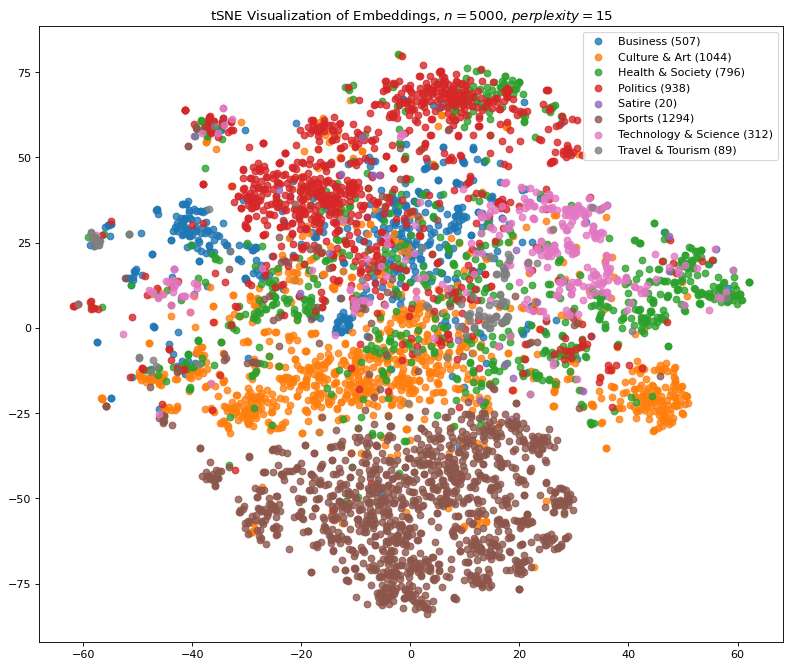 tSNE Visualization of Embeddings, n = 5000, perplexity = 15
Business (507)
Culture & Art (1044)
Health & Society (796)
Politics (938)
Satire (20)
Sports (1294)
Technology & Science (312)
Travel & Tourism (89)
75
50
25
0
−25
−50
−75
−60
−40
−20
0
20
40
60